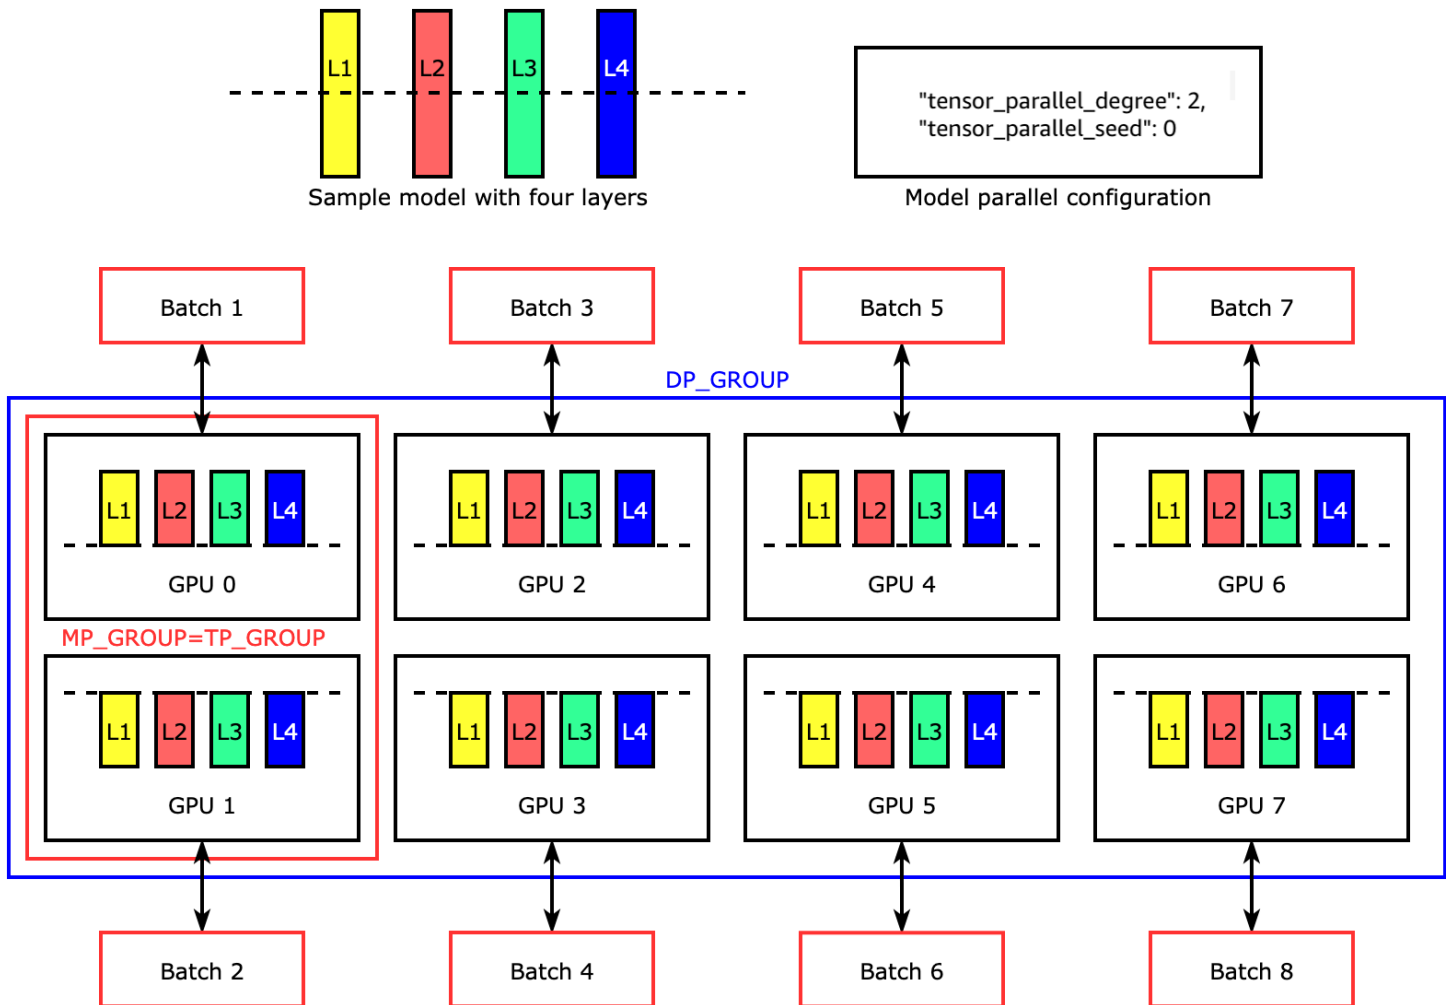 L1 L2 L3 L4
"tensor_parallel_degree": 2,
"tensor_parallel_seed": 0
Sample model with four layers
Model parallel configuration
Batch 1
Batch 3
Batch 5
Batch 7
DP_GROUP
L1 L2 L3 L4
L1 L2 L3 L4
L1 L2 L3 L4
L1 L2 L3 L4
GPU 0
GPU 2
GPU 4
GPU 6
MP_GROUP=TP_GROUP
L1 L2 L3 L4
L1 L2 L3 L4
L1 L2 L3 L4
L1 L2 L3 L4
GPU 1
GPU 3
GPU 5
GPU 7
Batch 2
Batch 4
Batch 6
Batch 8